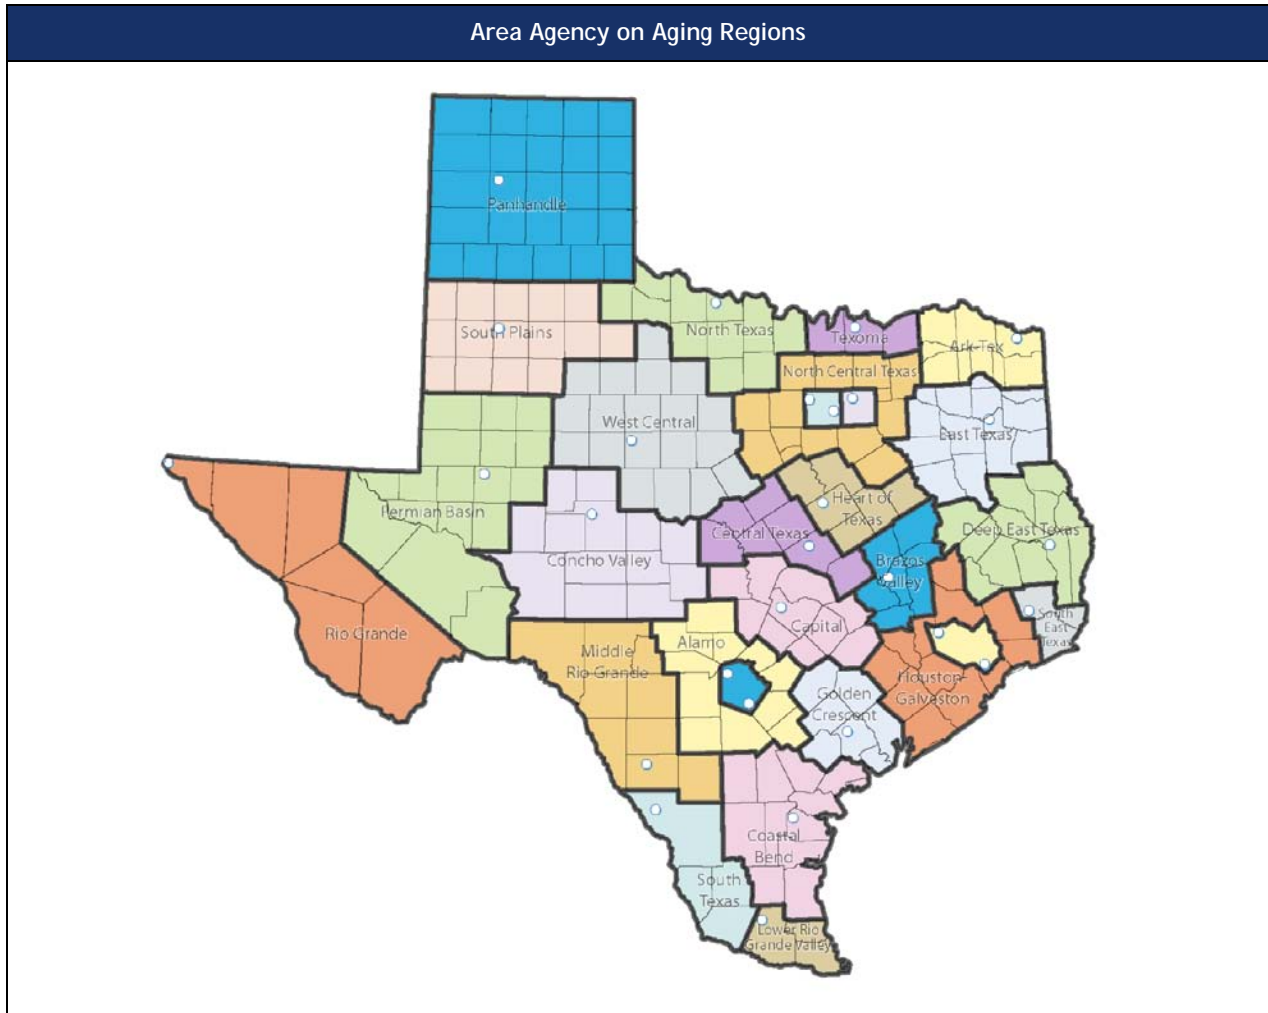 Area Agency on Aging Regions
Panhandle
South Plains
North Texas
Texoma
Ark-Tex
North Central Texas
West Central
East Texas
Permian Basin
Heart of
Texas
Central Texas
Deep East Texas
Concho Valley
Brazos
Valley
Rio Grande
Capital
South
East
Texas
Alamo
Middle
Rio Grande
Houston-
Galveston
Golden
Crescent
Coastal
Bend
South
Texas
Lower Rio
Grande Valley